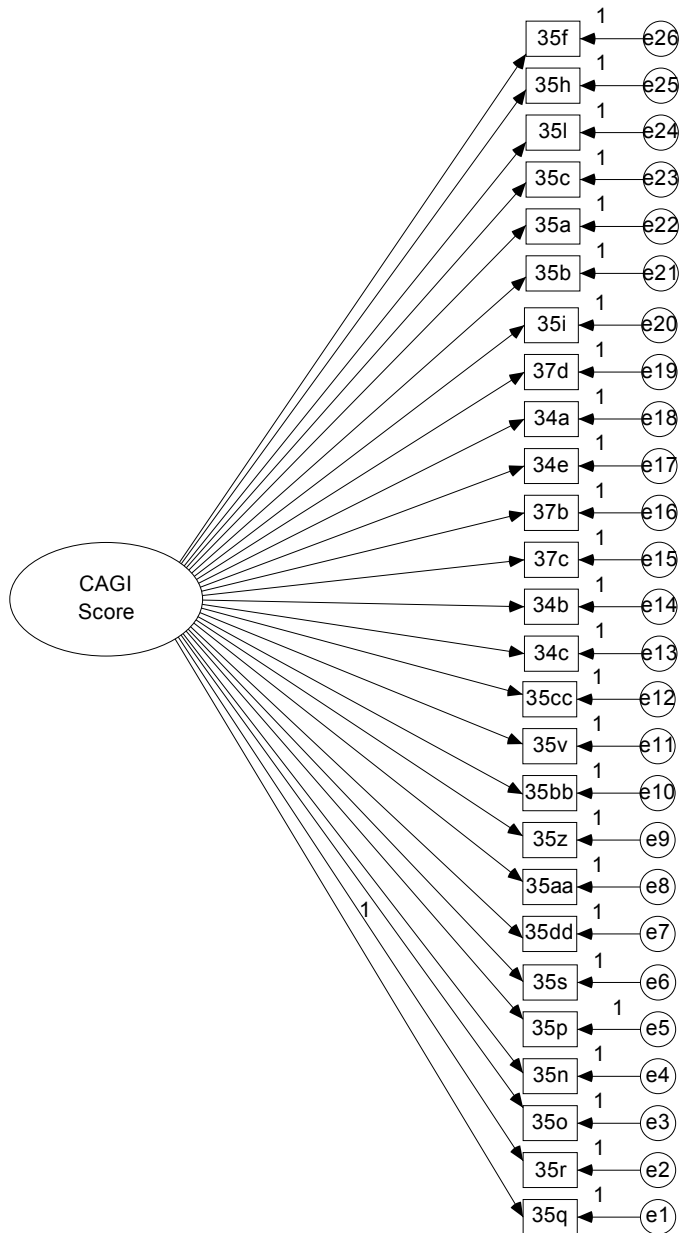 1
35f e26
1
35h e25
1
35l e24
1
35c e23
1
35a e22
1
35b e21
1
35i e20
1
37d e19
1
34a e18
1
34e e17
1
37b e16
1
37c e15
1
34b e14
1
34c e13
1
35cc e12
1
35v e11
1
35bb e10
1
35z e9
1
35aa e8
1
35dd e7
1
35s e6
1
35p e5
1
35n e4
1
35o e3
1
35r e2
1
35q e1
CAGI
Score
1